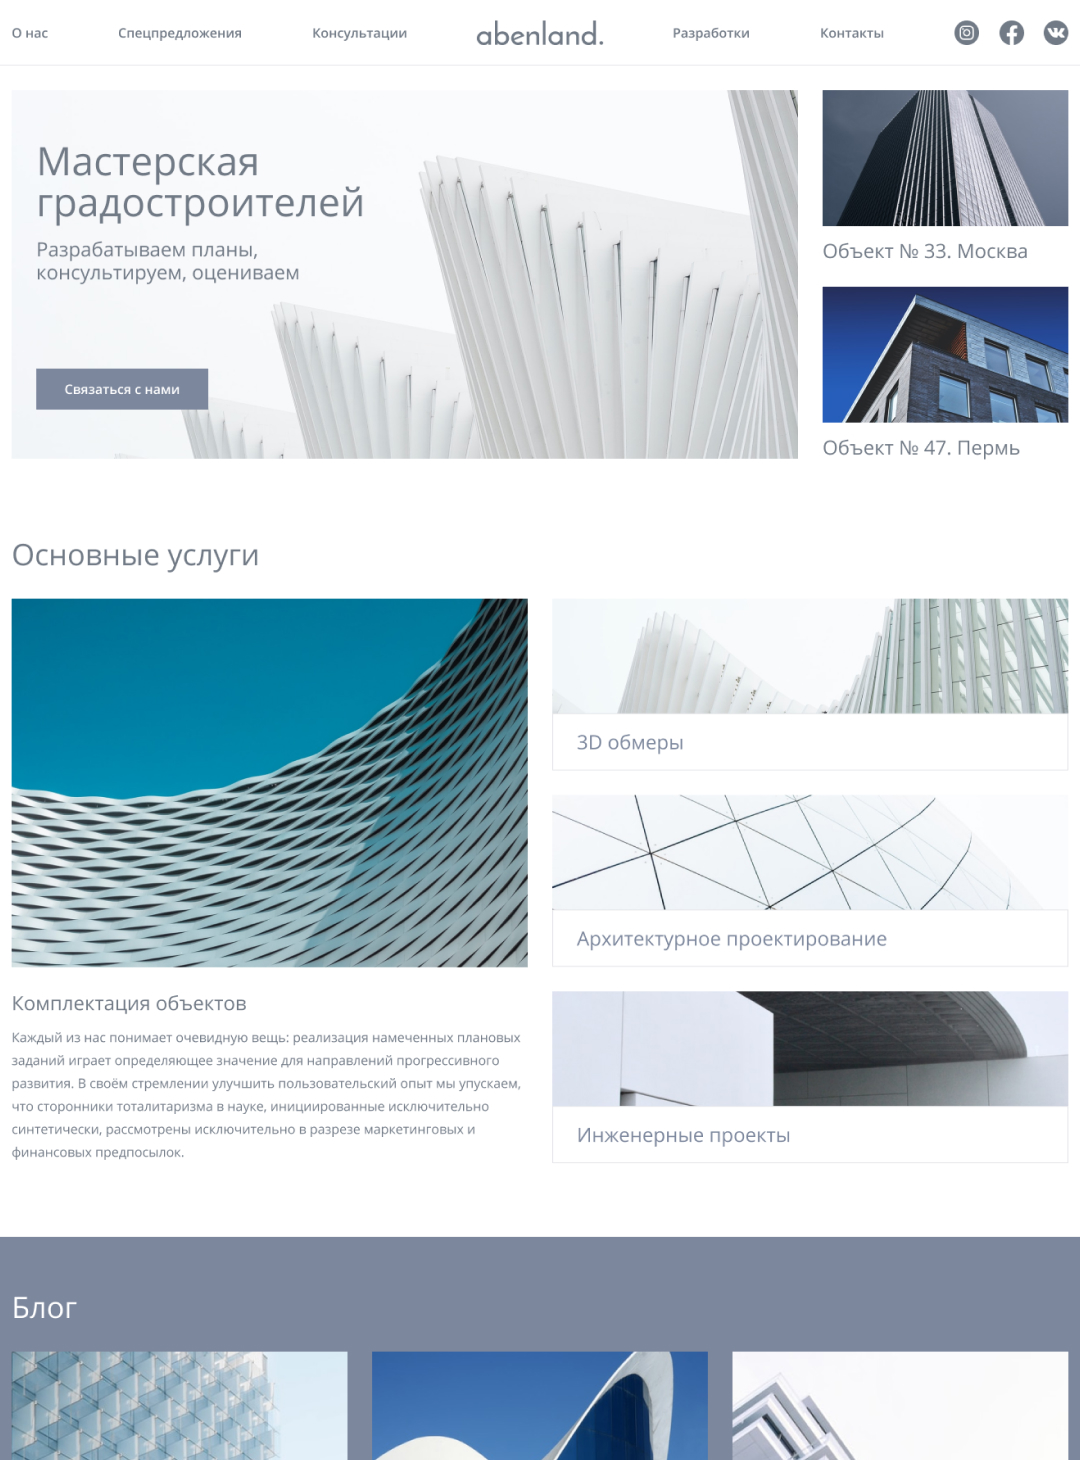 О нас
Спецпредложения
Консультации
abenland.
Разработки
Контакты
Мастерская
градостроителей
Разрабатываем планы,
консультируем, оцениваем
Связаться с нами
Объект № 33. Москва
Объект № 47. Пермь
Основные услуги
Комплектация объектов
Каждый из нас понимает очевидную вещь: реализация намеченных плановых
заданий играет определяющее значение для направлений прогрессивного
развития. В своём стремлении улучшить пользовательский опыт мы упускаем,
что сторонники тоталитаризма в науке, инициированные исключительно
синтетически, рассмотрены исключительно в разрезе маркетинговых и
финансовых предпосылок.
3D обмеры
Архитектурное проектирование
Инженерные проекты
Блог